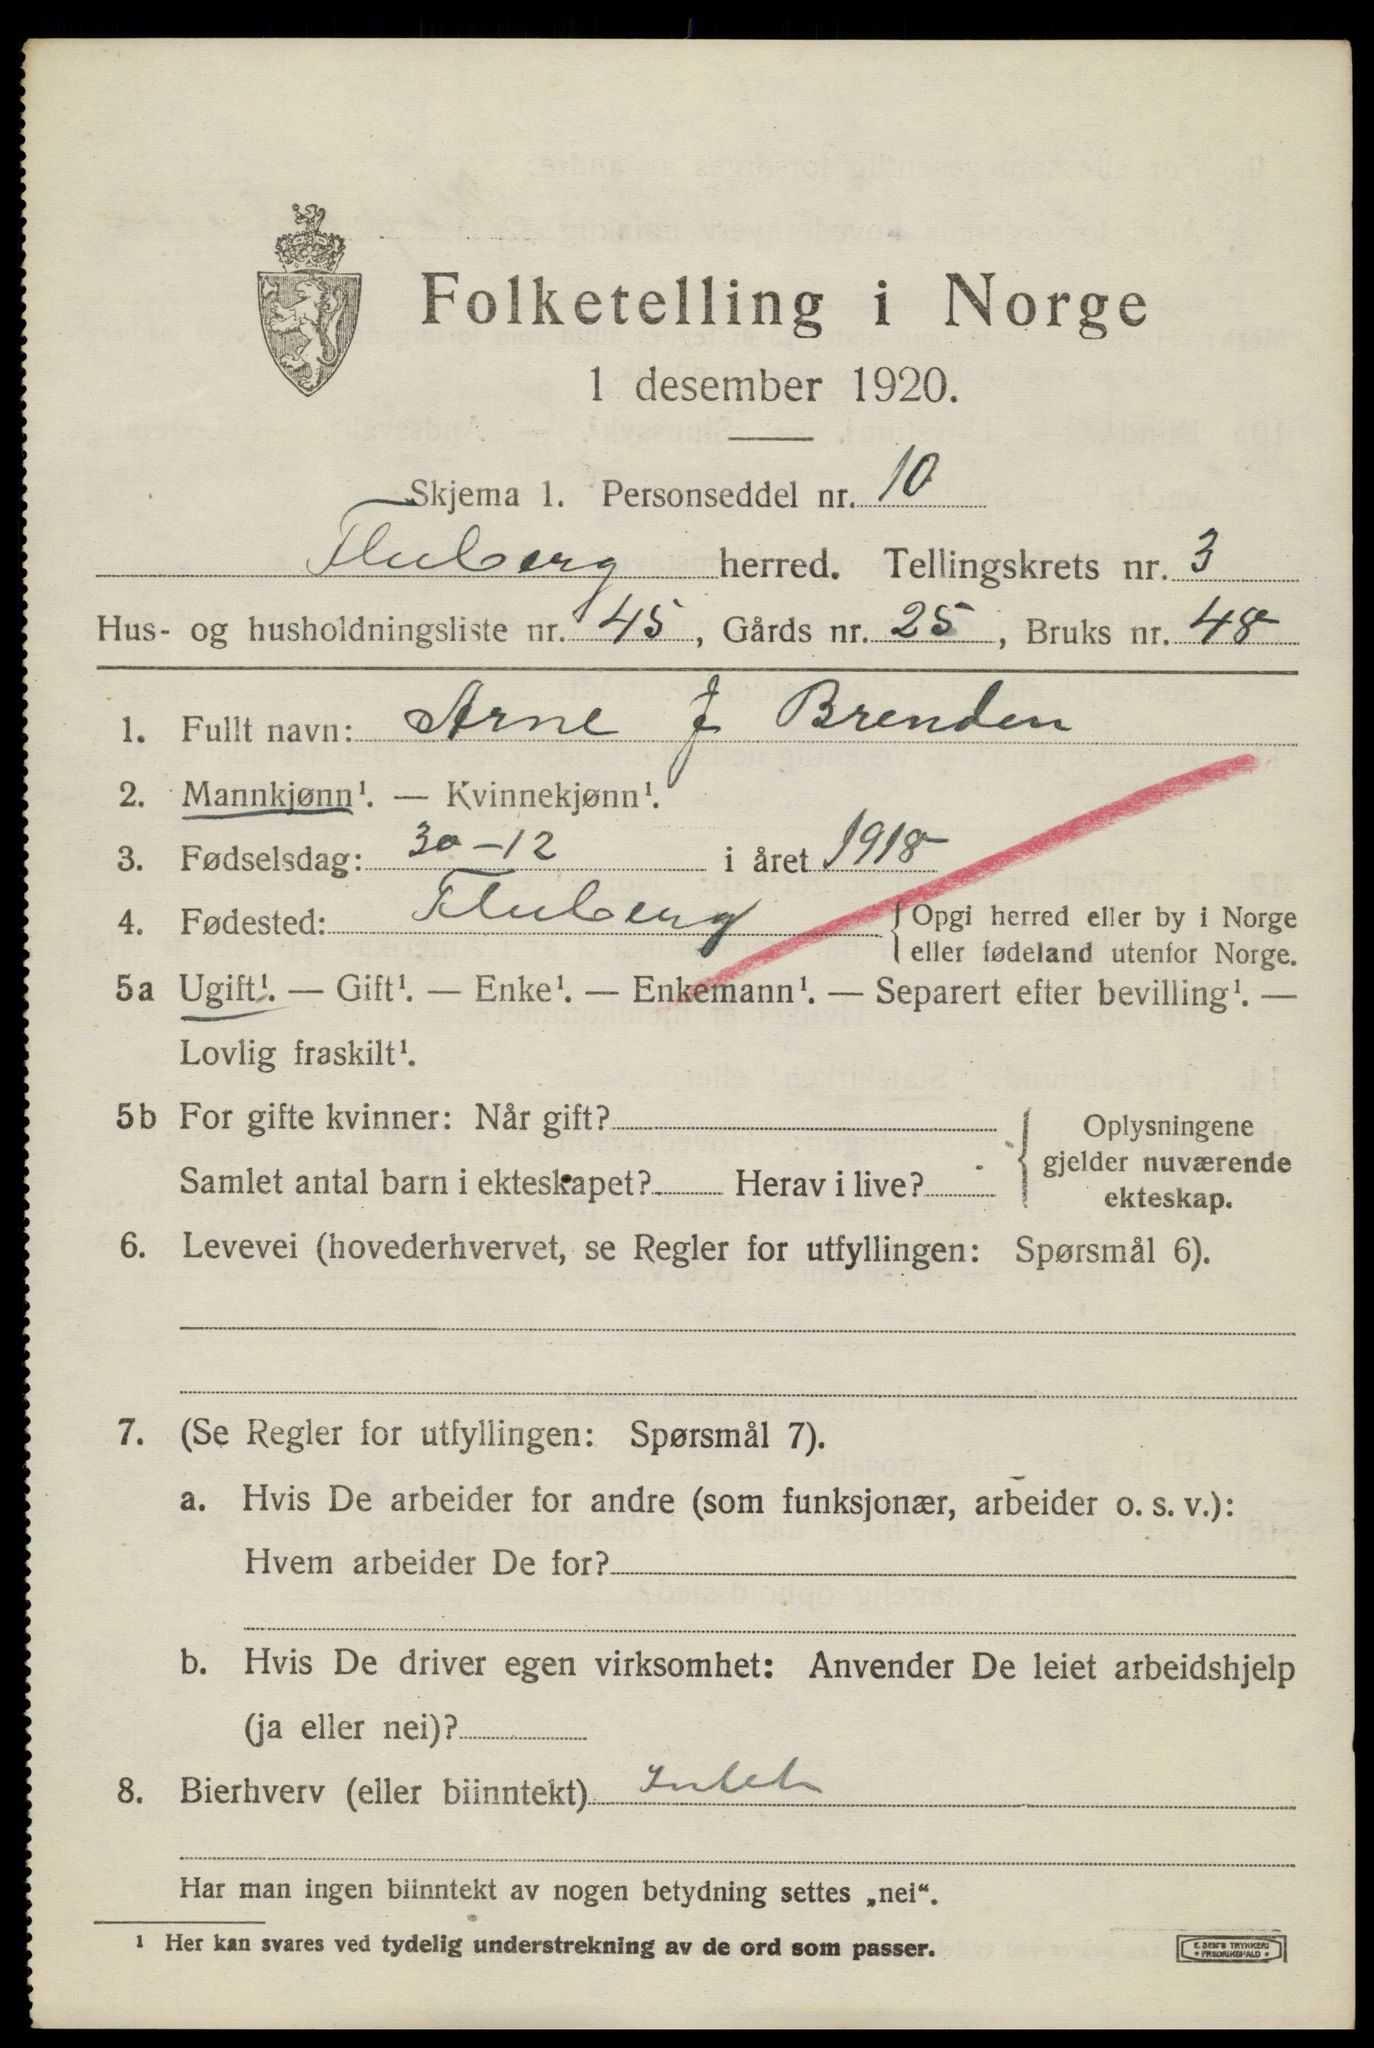 Folketelling i Norge
1 desember 1920.
Skjema 1. Personseddel nr. 10
Fluberg herred. Tellingskrets nr. 3
Hus- og husholdningsliste nr. 45, Gårds nr. 25, Bruks nr. 48
1. Fullt navn: Arne J Brenden
2. Mannkjønn¹. — Kvinnekjønn¹.
3. Fødselsdag: 30-12 i året 1918
4. Fødested: Fluberg { Opgi herred eller by i Norge
eller fødeland utenfor Norge.
5a Ugift¹. — Gift¹. — Enke¹. — Enkemann¹. — Separert efter bevilling¹. —
Lovlig fraskilt¹.
5b For gifte kvinner: Når gift?
Samlet antal barn i ekteskapet? Herav i live?
{ Oplysningene
gjelder nuværende
ekteskap.
6. Levevei (hovederhvervet, se Regler for utfyllingen: Spørsmål 6).
7. (Se Regler for utfyllingen: Spørsmål 7).
a. Hvis De arbeider for andre (som funksjonær, arbeider o. s. v.):
Hvem arbeider De for?
b. Hvis De driver egen virksomhet: Anvender De leiet arbeidshjelp
(ja eller nei)?
8. Bierhverv (eller biinntekt)
Har man ingen biinntekt av nogen betydning settes „nei“.
¹ Her kan svares ved tydelig understrekning av de ord som passer.
E. SEM'S TRYKKERI
• FREDRIKSHALD •